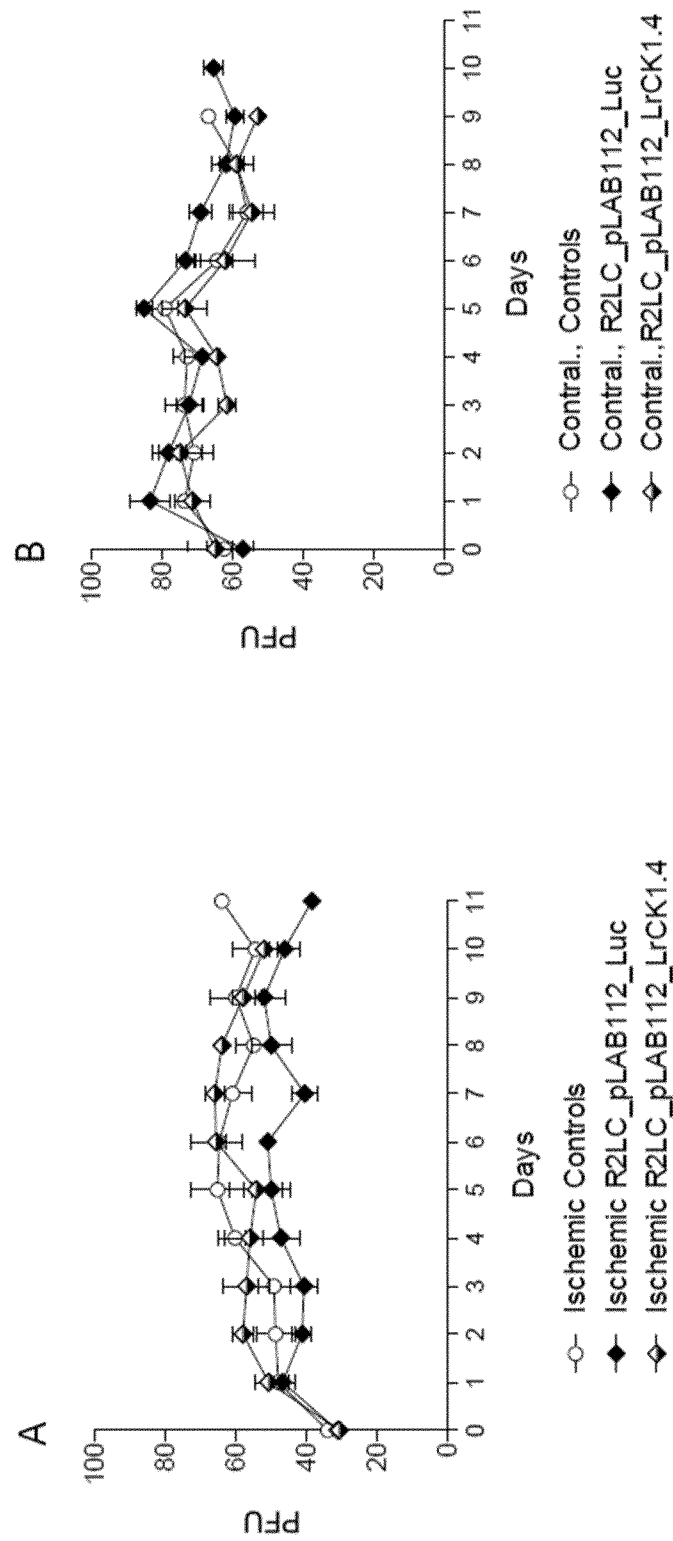 A
PFU
100
80
60
40
20
0
0 1 2 3 4 5 6 7 8 9 10 11
Days
Ischemic Controls
Ischemic R2LC_pLAB112_Luc
Ischemic R2LC_pLAB112_LrCK1.4
B
PFU
100
80
60
40
20
0
0 1 2 3 4 5 6 7 8 9 10 11
Days
Contral., Controls
Contral., R2LC_pLAB112_Luc
Contral.,R2LC_pLAB112_LrCK1.4